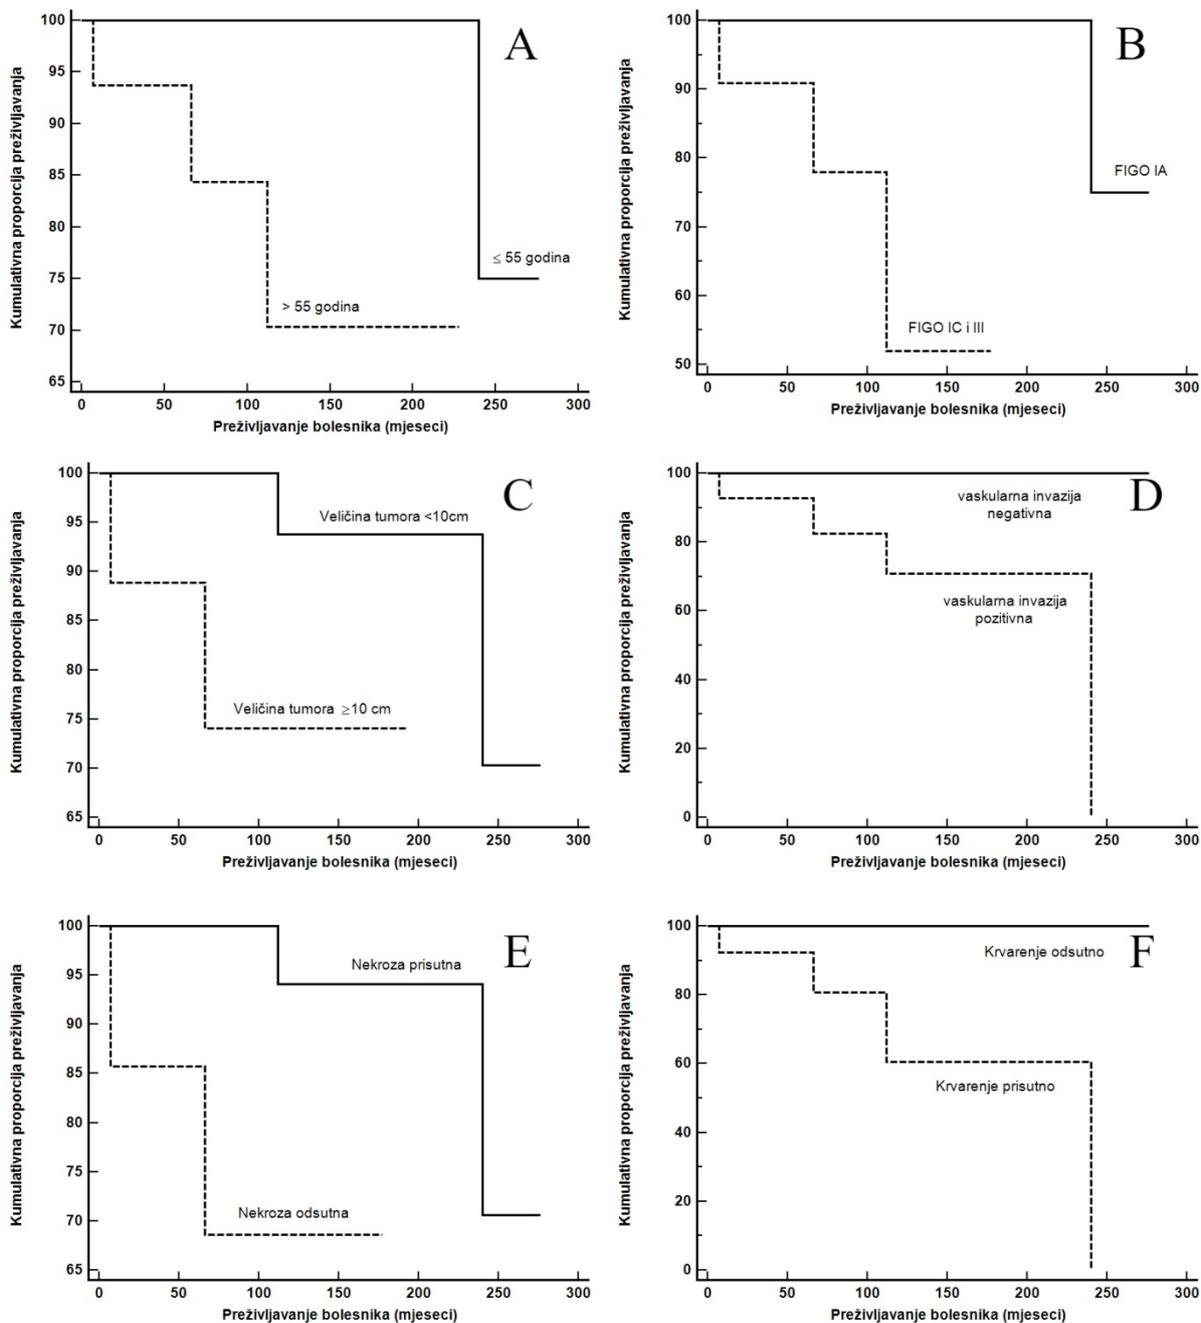 A
Kumulativna proporcija preživljavanja
100
95
90
85
80
75
70
65
≤ 55 godina
> 55 godina
0 50 100 150 200 250 300
Preživljavanje bolesnika (mjeseci)
B
Kumulativna proporcija preživljavanja
100
90
80
70
60
50
FIGO IA
FIGO IC i III
0 50 100 150 200 250 300
Preživljavanje bolesnika (mjeseci)
C
Kumulativna proporcija preživljavanja
100
95
90
85
80
75
70
65
Veličina tumora <10cm
Veličina tumora ≥10 cm
0 50 100 150 200 250 300
Preživljavanje bolesnika (mjeseci)
D
Kumulativna proporcija preživljavanja
100
80
60
40
20
0
vaskularna invazija
negativna
vaskularna invazija
pozitivna
0 50 100 150 200 250 300
Preživljavanje bolesnika (mjeseci)
E
Kumulativna proporcija preživljavanja
100
95
90
85
80
75
70
65
Nekroza prisutna
Nekroza odsutna
0 50 100 150 200 250 300
Preživljavanje bolesnika (mjeseci)
F
Kumulativna proporcija preživljavanja
100
80
60
40
20
0
Krvarenje odsutno
Krvarenje prisutno
0 50 100 150 200 250 300
Preživljavanje bolesnika (mjeseci)